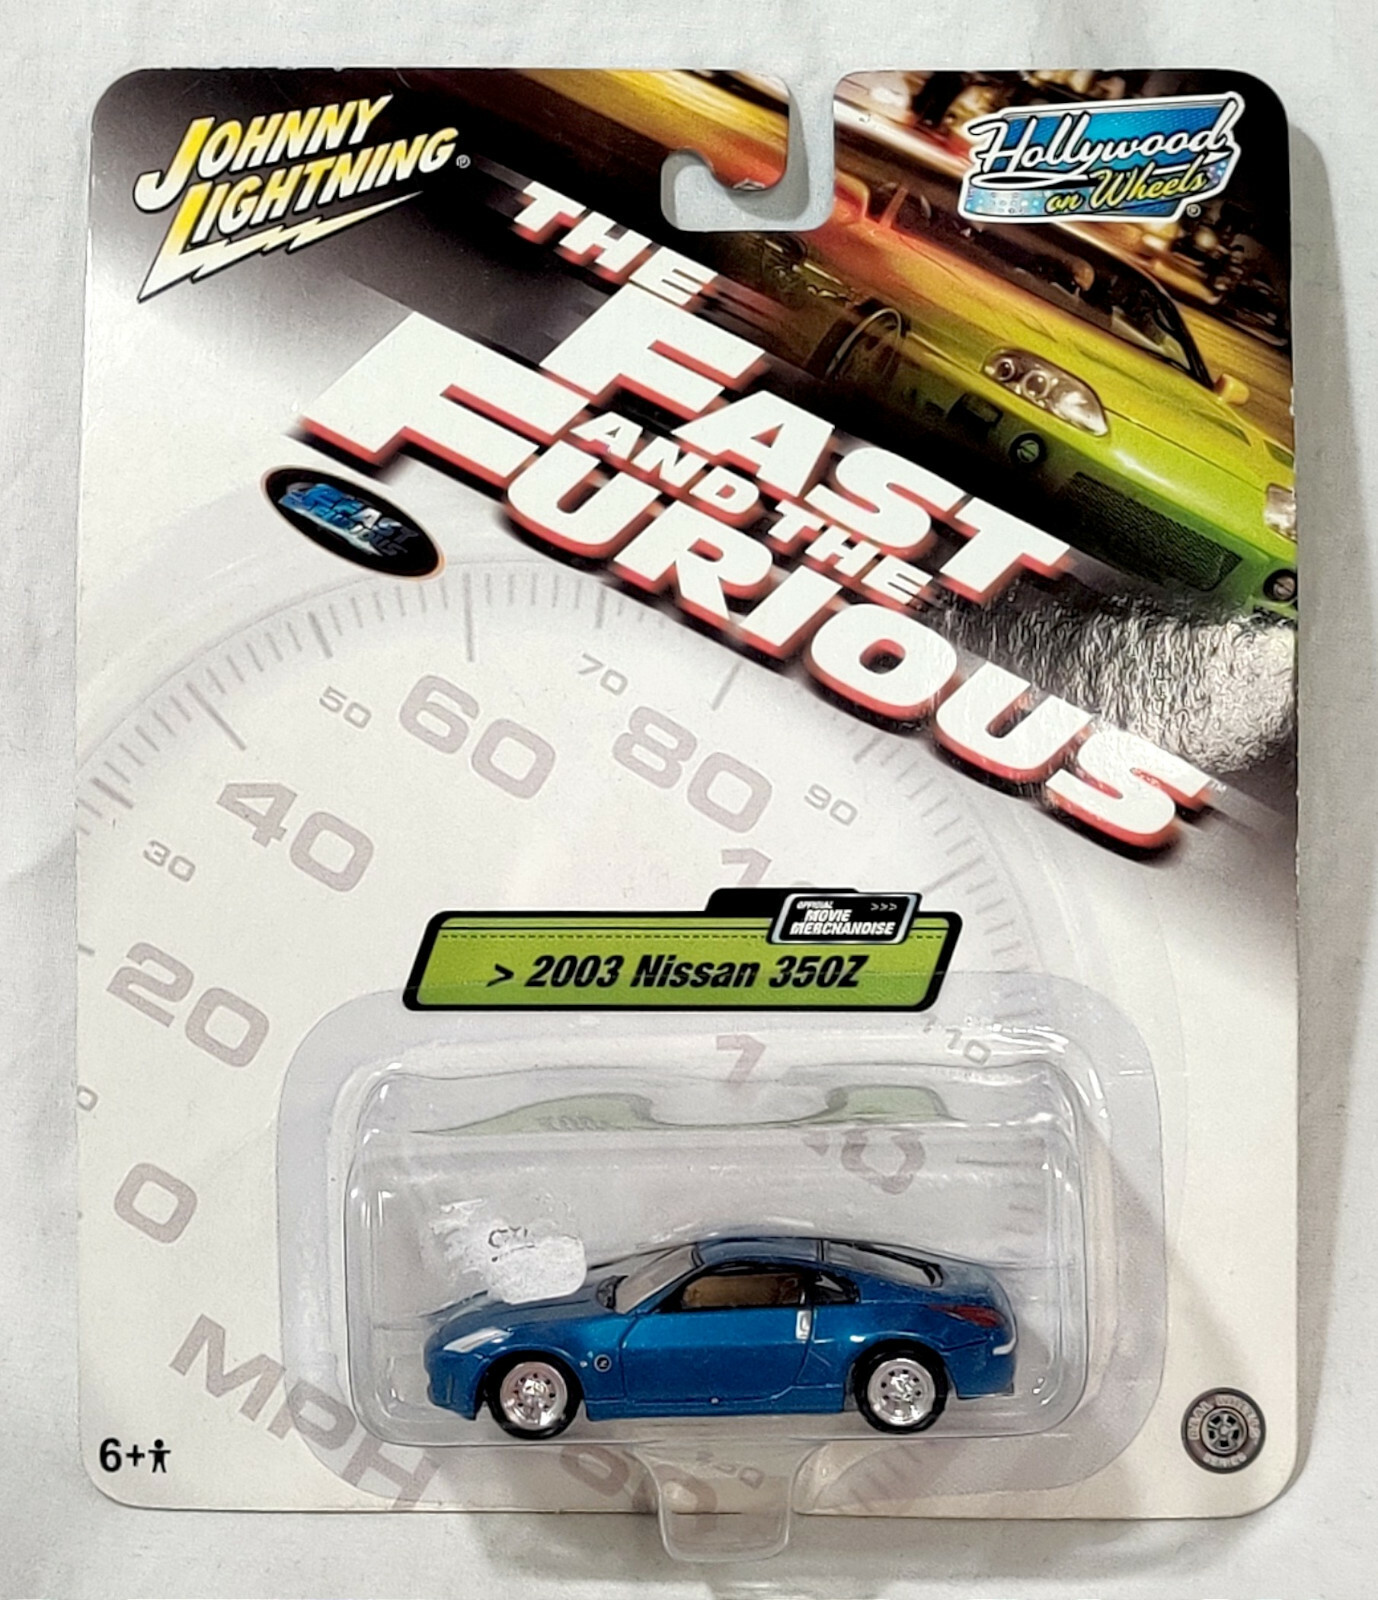 JOHNNY
LIGHTNING®
Hollywood
on Wheels®
THE
FAST
AND THE
FURIOUS™
50
60
70
80
90
40
30
20
0
MPH
OFFICIAL >>>
MOVIE
MERCHANDISE
> 2003 Nissan 350Z
6+